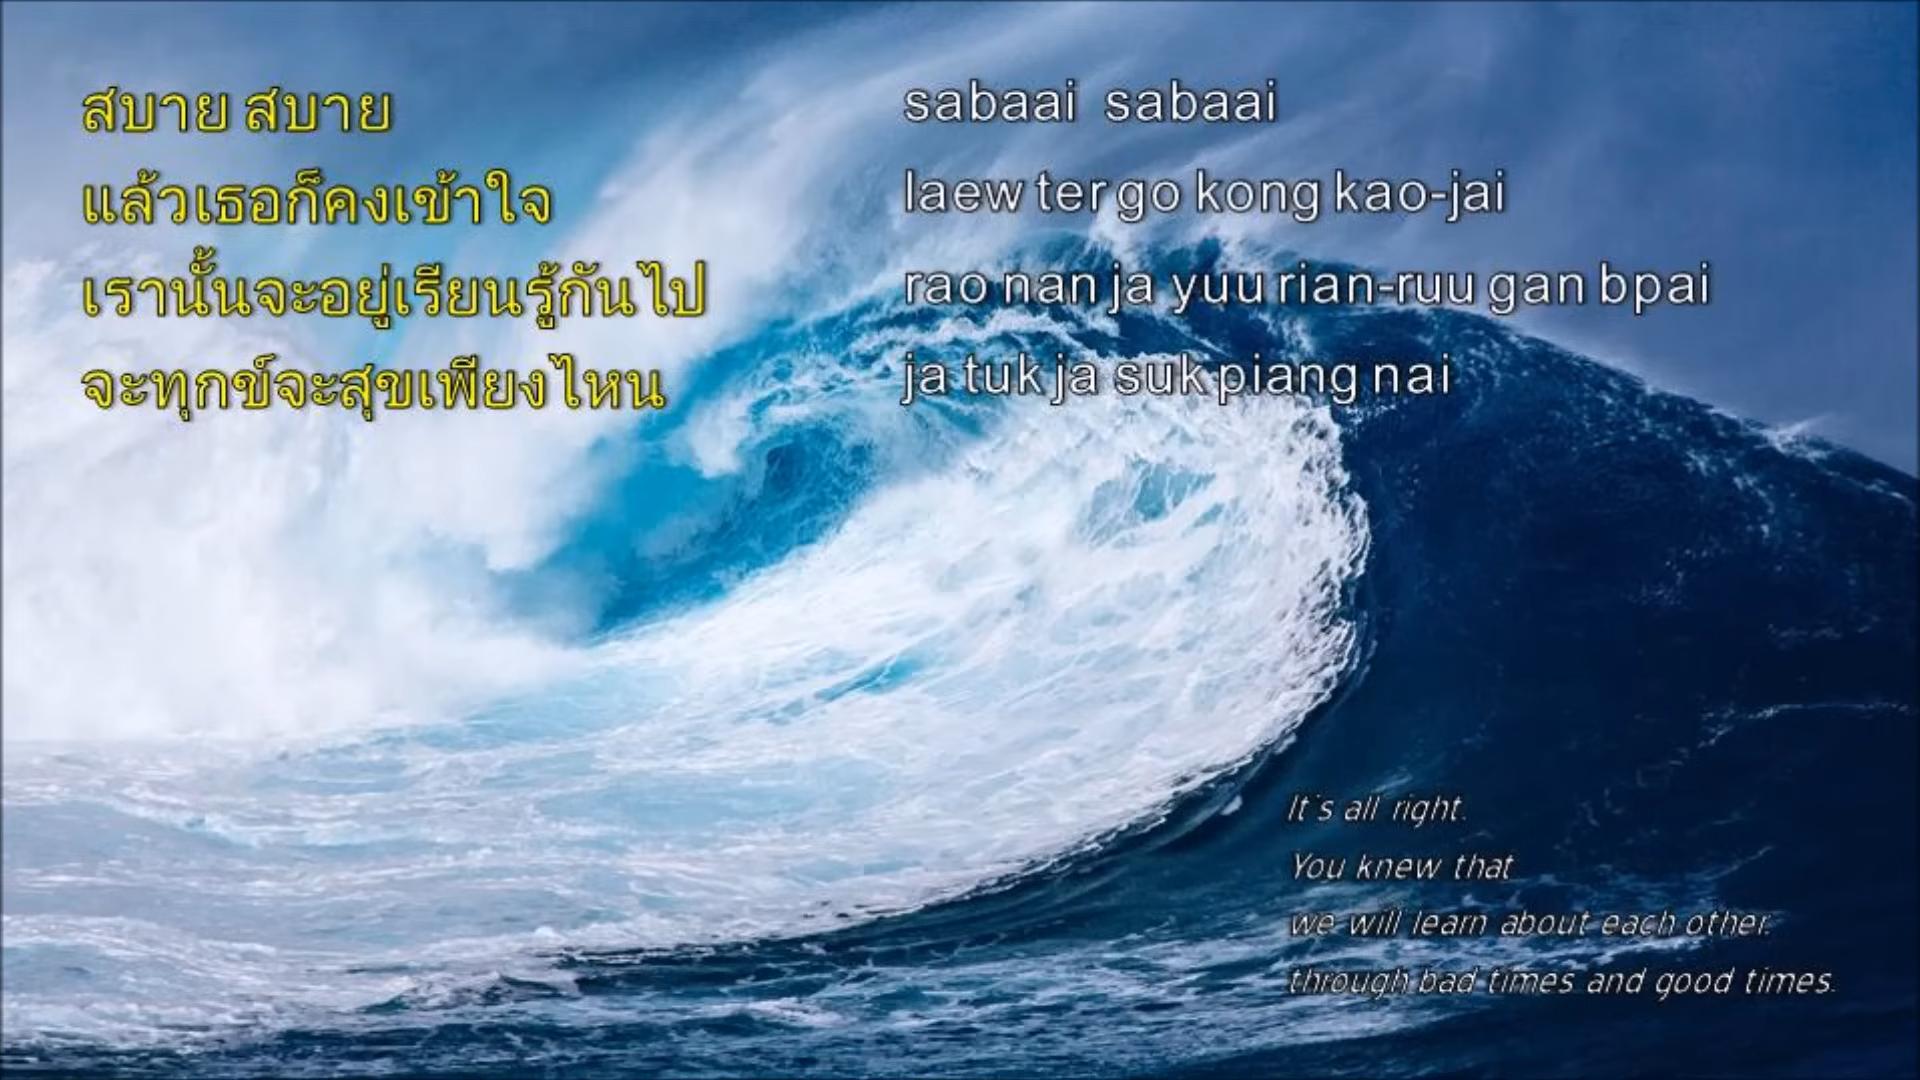 สบาย สบาย
แล้วเธอก็คงเข้าใจ
เรานั้นจะอยู่เรียนรู้กันไป
จะทุกข์จะสุขเพียงไหน
sabaai sabaai
laew ter go kong kao-jai
rao nan ja yuu rian-ruu gan bpai
ja tuk ja suk piang nai
It's all right.
You knew that
we will learn about each other.
through bad times and good times.